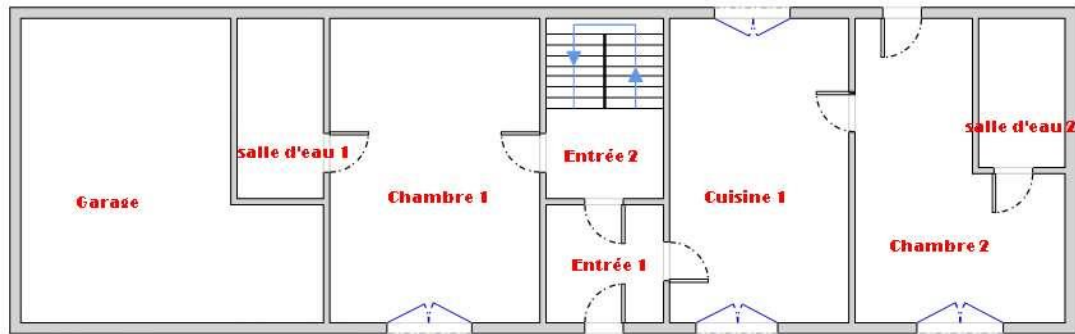 salle d'eau 1
Garage
Chambre 1
Entrée 2
Entrée 1
Cuisine 1
salle d'eau 2
Chambre 2